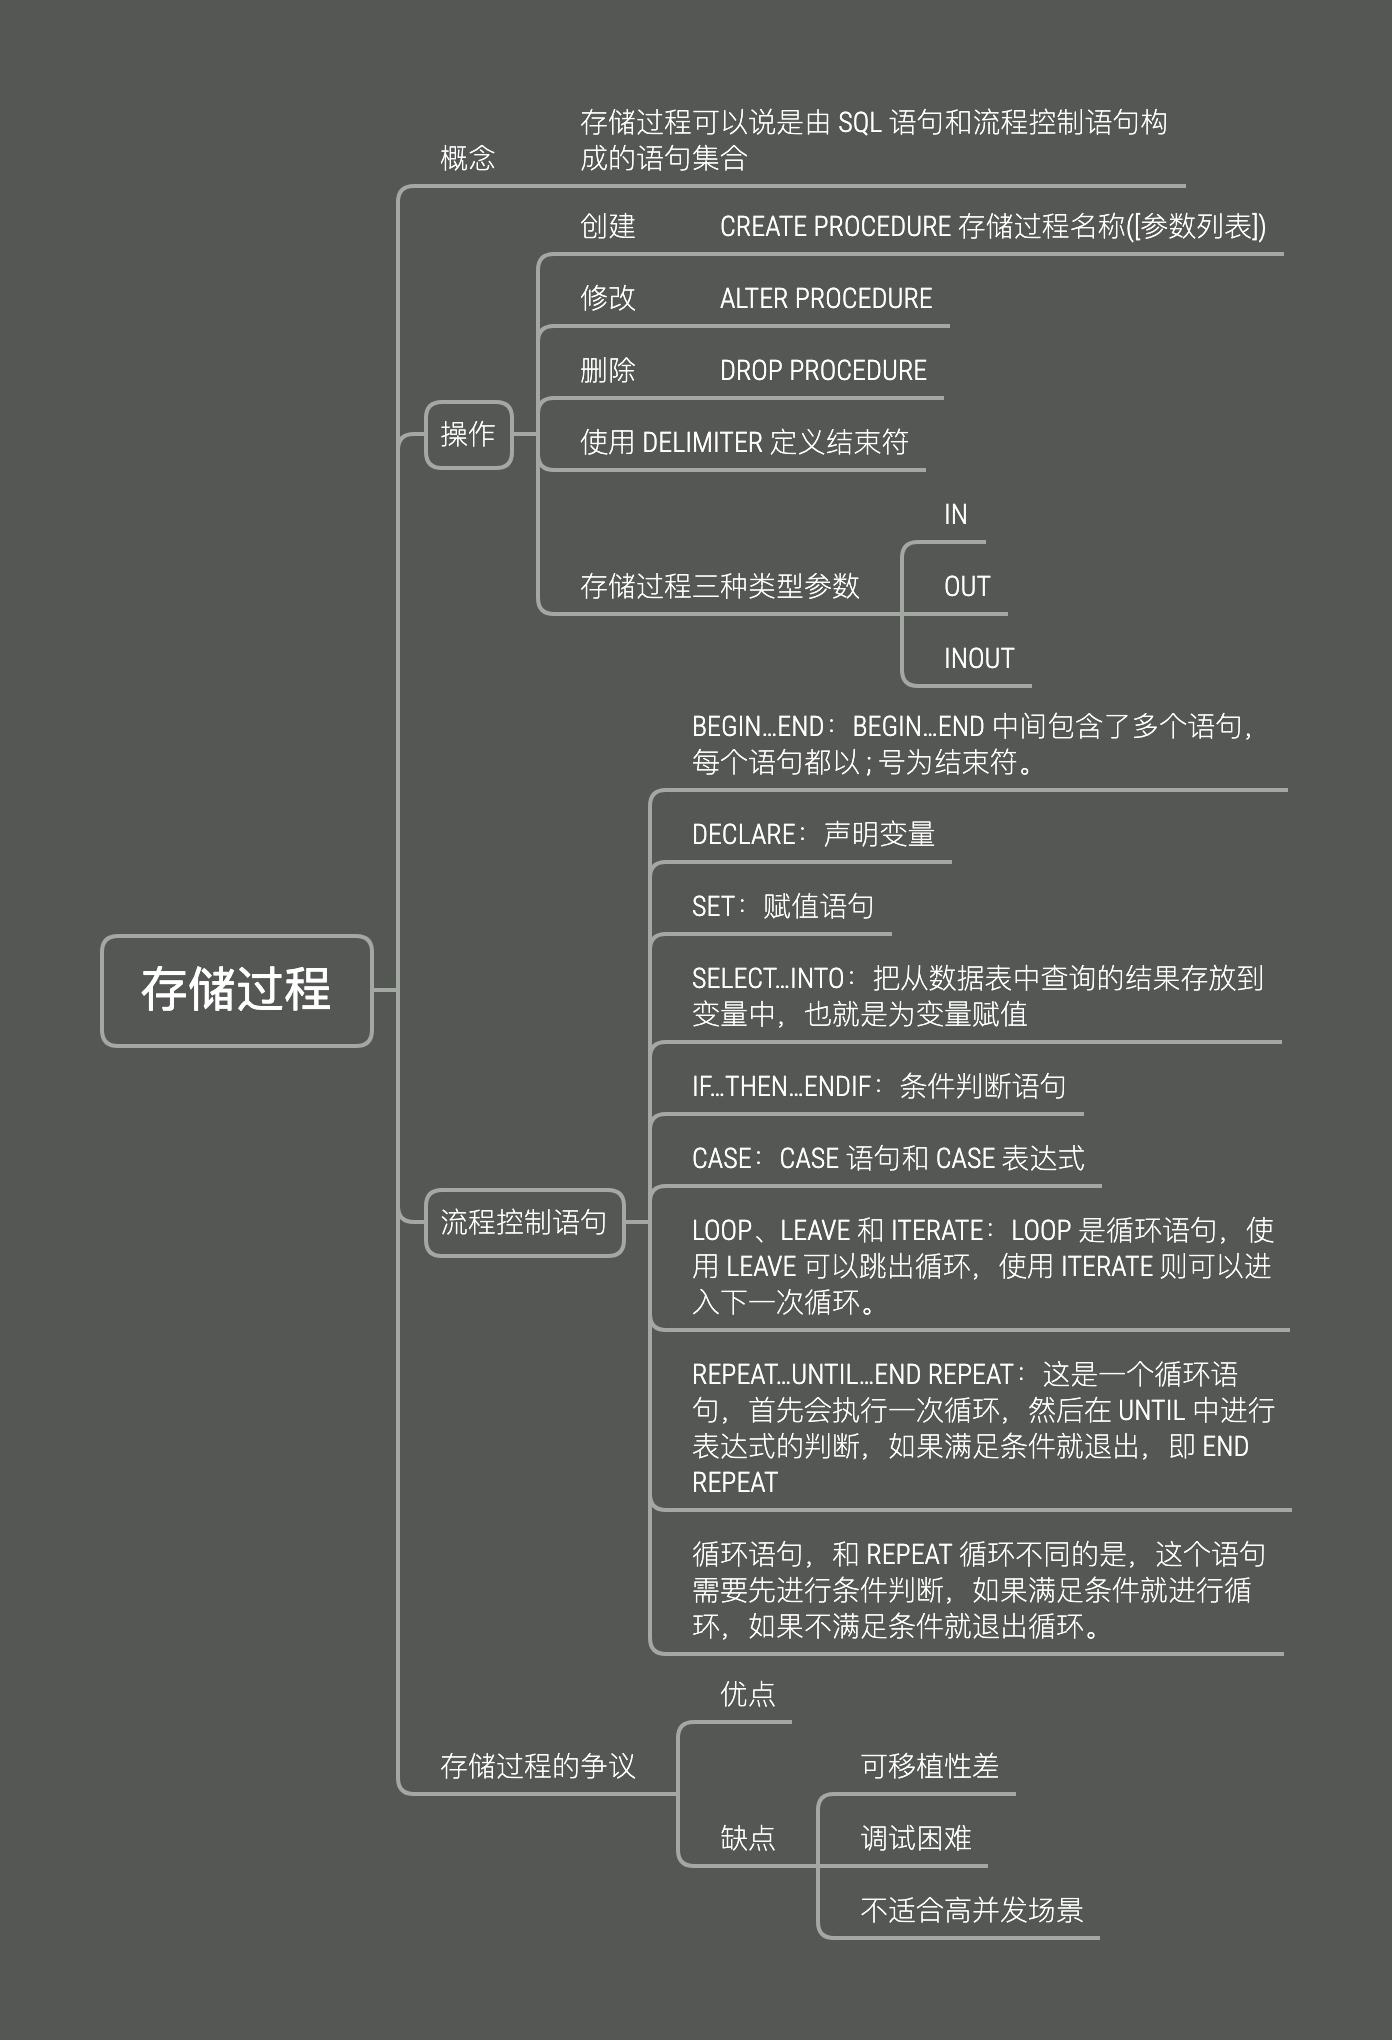 存储过程
概念
存储过程可以说是由 SQL 语句和流程控制语句构
成的语句集合
操作
创建
CREATE PROCEDURE 存储过程名称([参数列表])
修改
ALTER PROCEDURE
删除
DROP PROCEDURE
使用 DELIMITER 定义结束符
存储过程三种类型参数
IN
OUT
INOUT
流程控制语句
BEGIN…END：BEGIN…END 中间包含了多个语句，
每个语句都以 ; 号为结束符。
DECLARE：声明变量
SET：赋值语句
SELECT…INTO：把从数据表中查询的结果存放到
变量中，也就是为变量赋值
IF…THEN…ENDIF：条件判断语句
CASE：CASE 语句和 CASE 表达式
LOOP、LEAVE 和 ITERATE：LOOP 是循环语句，使
用 LEAVE 可以跳出循环，使用 ITERATE 则可以进
入下一次循环。
REPEAT…UNTIL…END REPEAT：这是一个循环语
句，首先会执行一次循环，然后在 UNTIL 中进行
表达式的判断，如果满足条件就退出，即 END
REPEAT
循环语句，和 REPEAT 循环不同的是，这个语句
需要先进行条件判断，如果满足条件就进行循
环，如果不满足条件就退出循环。
存储过程的争议
优点
缺点
可移植性差
调试困难
不适合高并发场景